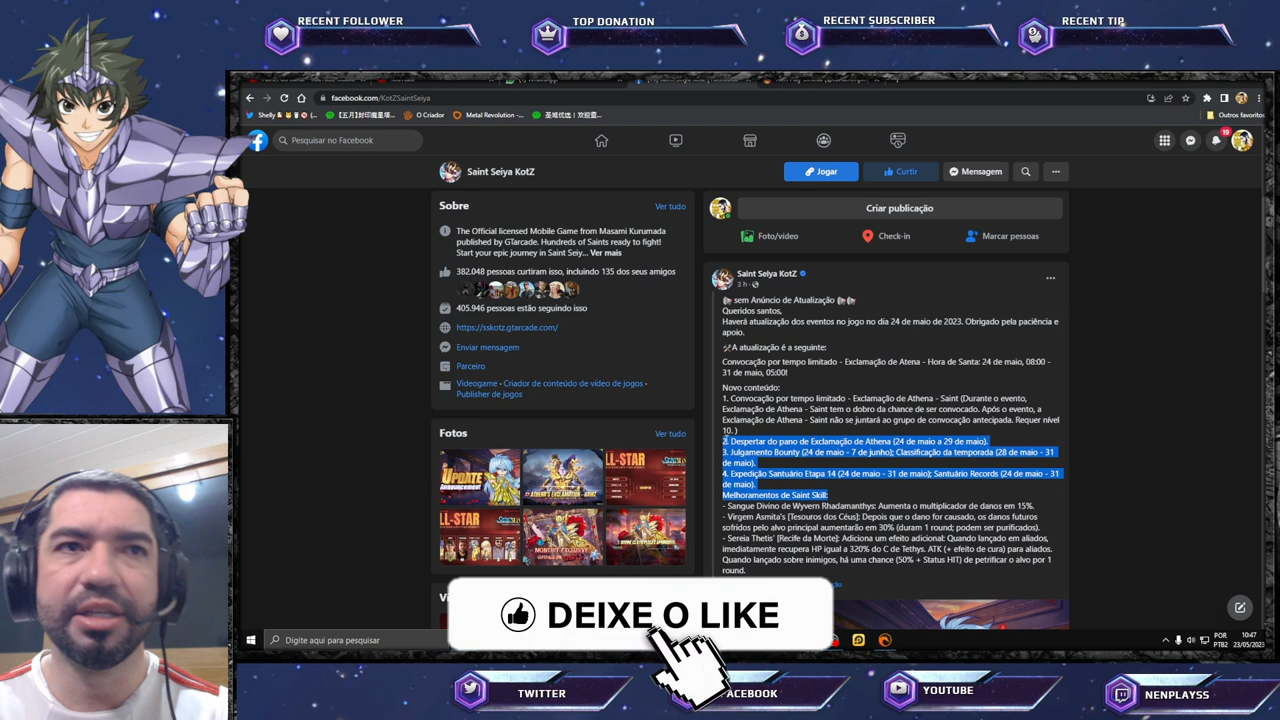 RECENT FOLLOWER
TOP DONATION
RECENT SUBSCRIBER
RECENT TIP
facebook.com/KotZSaintSeiya
Shelly
O Criador
Metal Revolution -...
Outros favoritos
Pesquisar no Facebook
19
Saint Seiya KotZ
Jogar
Curtir
Mensagem
Sobre
Ver tudo
The Official licensed Mobile Game from Masami Kurumada
published by GTarcade. Hundreds of Saints ready to fight!
Start your epic journey in Saint Seiy... Ver mais
382.048 pessoas curtiram isso, incluindo 135 dos seus amigos
405.946 pessoas estão seguindo isso
https://sskotz.gtarcade.com/
Enviar mensagem
Parceiro
Videogame · Criador de conteúdo de vídeo de jogos ·
Publisher de jogos
Fotos
Ver tudo
UPDATE
ATHENA'S EXCLAMATION - SAINT
ALL-STAR
ALL-STAR
MONTHLY EXCLUSIVE
Criar publicação
Foto/vídeo
Check-in
Marcar pessoas
Saint Seiya KotZ
3 h ·
sem Anúncio de Atualização
Queridos santos,
Haverá atualização dos eventos no jogo no dia 24 de maio de 2023. Obrigado pela paciência e
apoio.
A atualização é a seguinte:
Convocação por tempo limitado - Exclamação de Atena - Hora de Santa: 24 de maio, 08:00 -
31 de maio, 05:00!
Novo conteúdo:
1. Convocação por tempo limitado - Exclamação de Athena - Saint (Durante o evento,
Exclamação de Athena - Saint tem o dobro da chance de ser convocado. Após o evento, a
Exclamação de Athena - Saint não se juntará ao grupo de convocação antecipada. Requer nível
10. )
2. Despertar do pano de Exclamação de Athena (24 de maio a 29 de maio).
3. Julgamento Bounty (24 de maio - 7 de junho); Classificação da temporada (28 de maio - 31
de maio).
4. Expedição Santuário Etapa 14 (24 de maio - 31 de maio); Santuário Records (24 de maio - 31
de maio).
Melhoramentos de Saint Skill:
- Sangue Divino de Wyvern Rhadamanthys: Aumenta o multiplicador de danos em 15%.
- Virgem Asmita's [Tesouros dos Céus]: Depois que o dano for causado, os danos futuros
sofridos pelo alvo principal aumentarão em 30% (duram 1 round; podem ser purificados).
- Sereia Thetis' [Recife da Morte]: Adiciona um efeito adicional: Quando lançado em aliados,
imediatamente recupera HP igual a 320% do C de Tethys. ATK (+ efeito de cura) para aliados.
Quando lançado sobre inimigos, há uma chance (50% + Status HIT) de petrificar o alvo por 1
round.
DEIXE O LIKE
Digite aqui para pesquisar
POR
PTB2
10:47
23/05/2023
TWITTER
ACEBOOK
YOUTUBE
NENPLAYSS